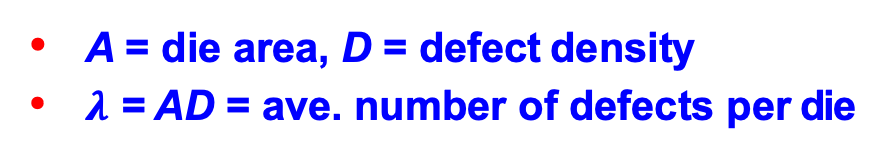 • A = die area, D = defect density
• λ = AD = ave. number of defects per die